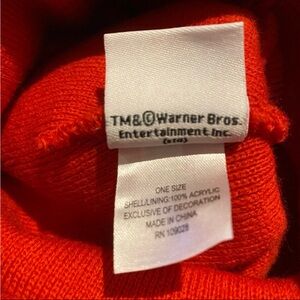 TM&©Warner Bros.
Entertainment Inc.
(s18)
ONE SIZE
SHELL/LINING:100% ACRYLIC
EXCLUSIVE OF DECORATION
MADE IN CHINA
RN 109028